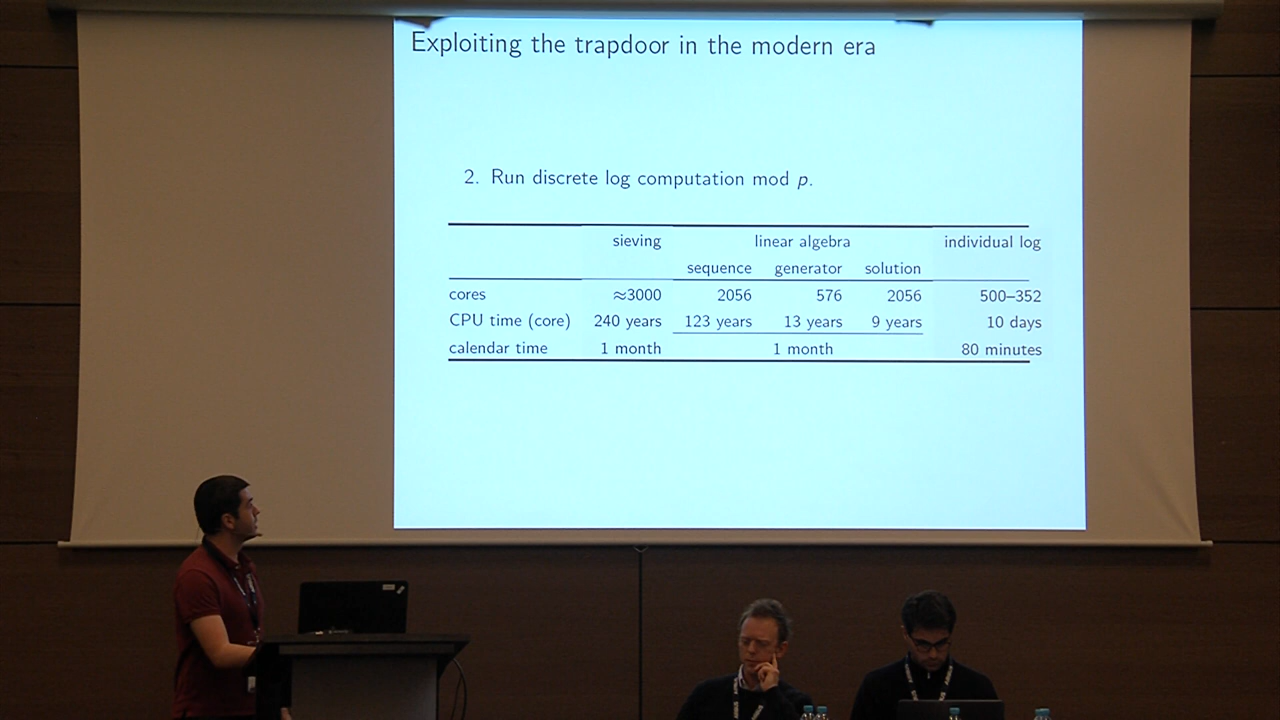 Exploiting the trapdoor in the modern era
2. Run discrete log computation mod p.
sieving linear algebra individual log
sequence generator solution
cores ≈3000 2056 576 2056 500–352
CPU time (core) 240 years 123 years 13 years 9 years 10 days
calendar time 1 month 1 month 80 minutes